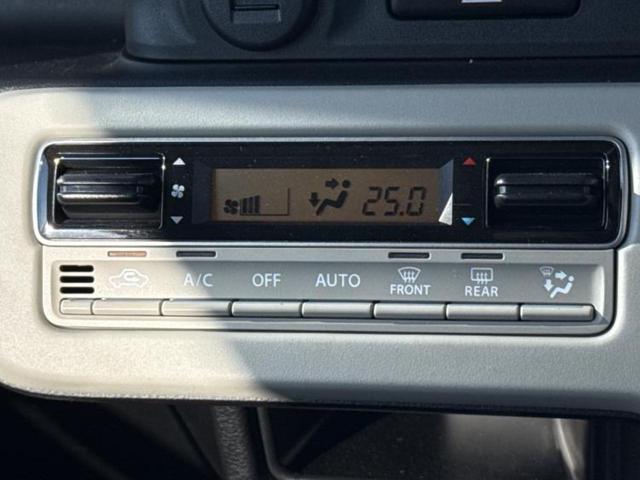 25.0
A/C OFF AUTO FRONT REAR